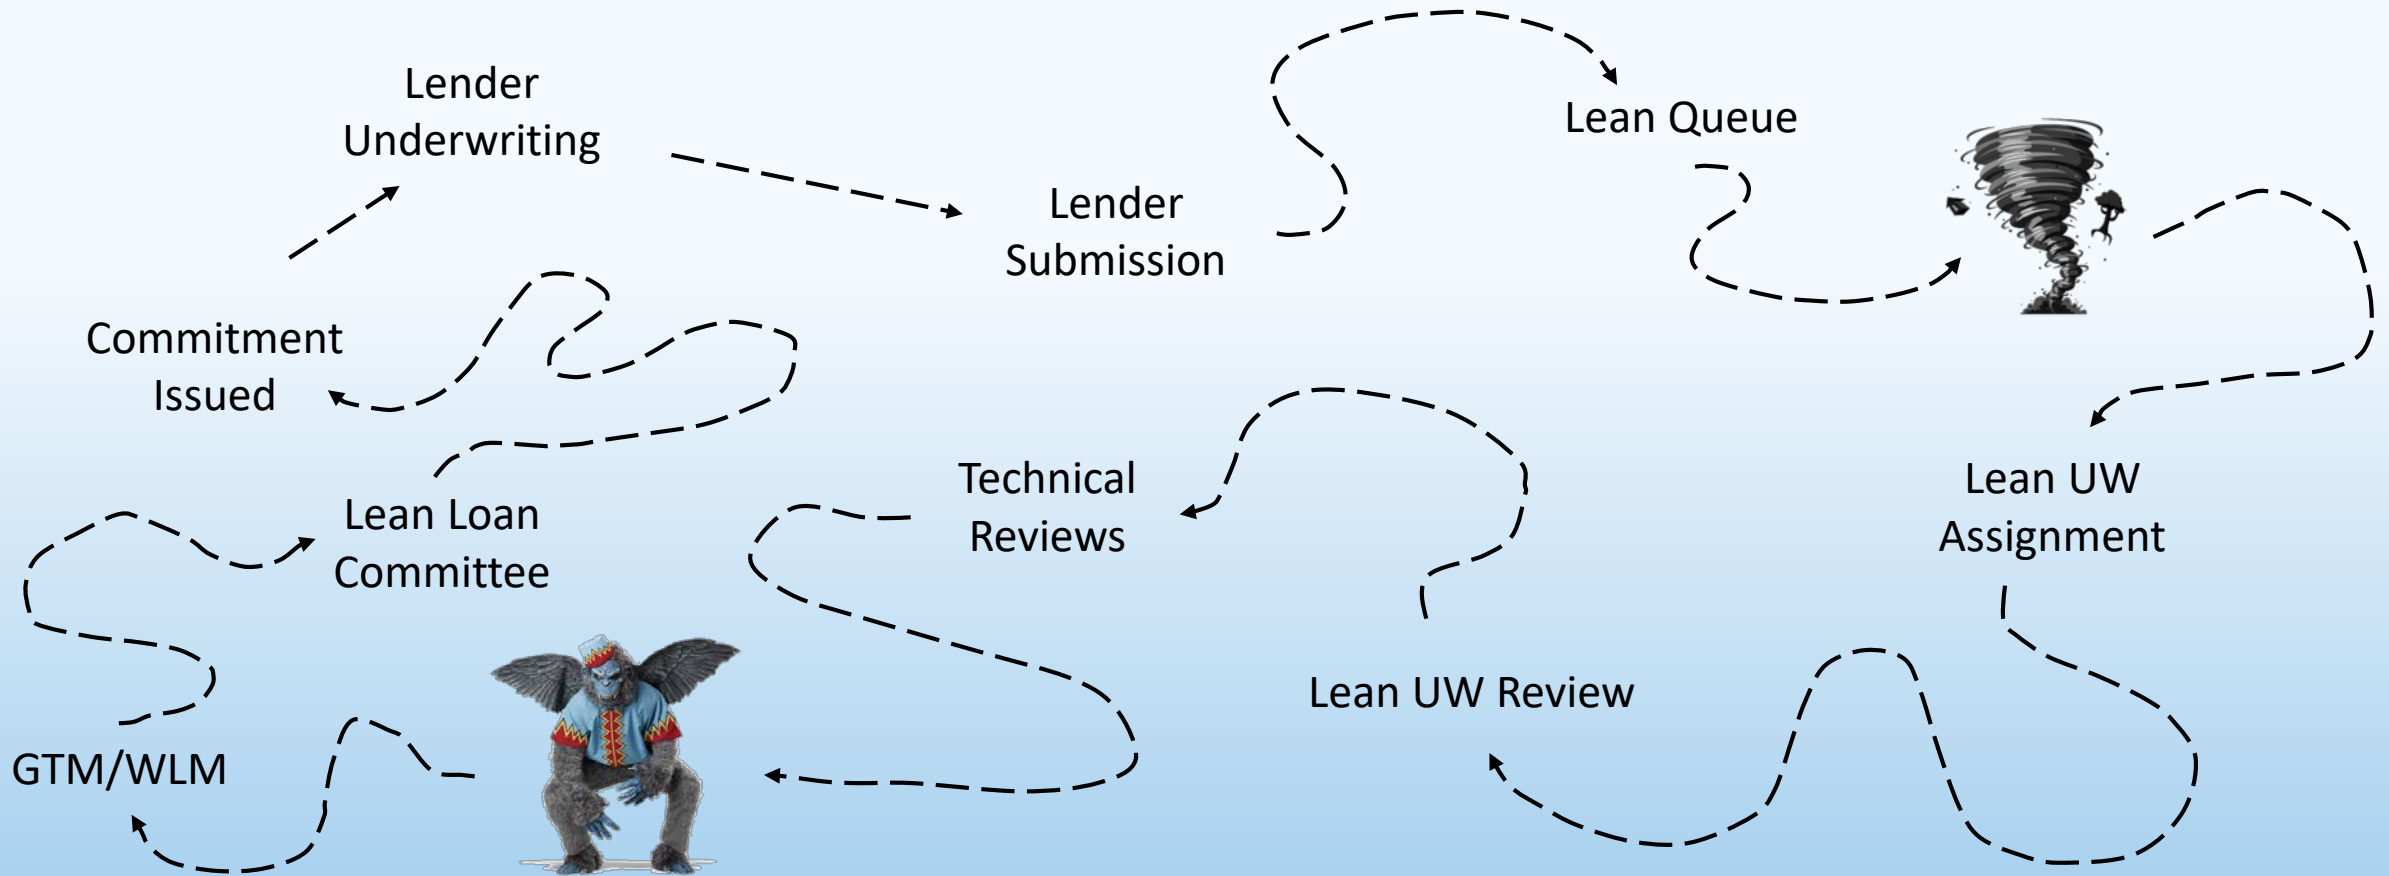 Lender
Underwriting
Lender
Submission
Lean Queue
Lean UW
Assignment
Lean UW Review
Technical
Reviews
GTM/WLM
Lean Loan
Committee
Commitment
Issued